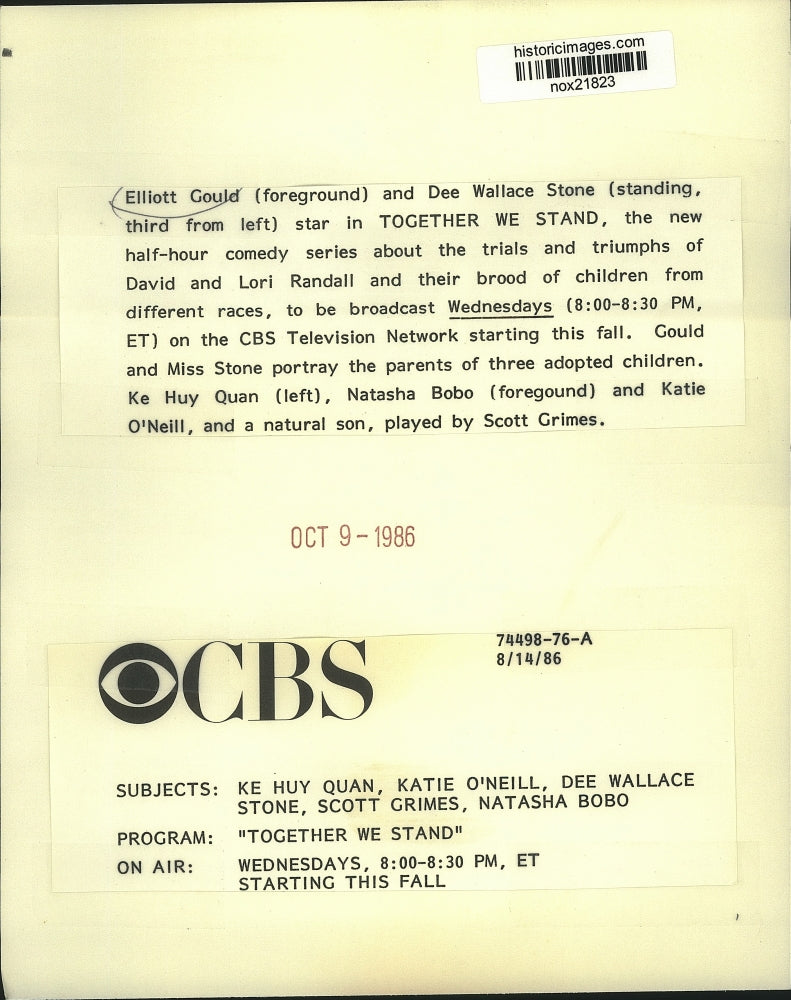 historicimages.com
nox21823
Elliott Gould (foreground) and Dee Wallace Stone (standing,
third from left) star in TOGETHER WE STAND, the new
half-hour comedy series about the trials and triumphs of
David and Lori Randall and their brood of children from
different races, to be broadcast Wednesdays (8:00-8:30 PM,
ET) on the CBS Television Network starting this fall. Gould
and Miss Stone portray the parents of three adopted children.
Ke Huy Quan (left), Natasha Bobo (foregound) and Katie
O'Neill, and a natural son, played by Scott Grimes.
OCT 9-1986
CBS
74498-76-A
8/14/86
SUBJECTS: KE HUY QUAN, KATIE O'NEILL, DEE WALLACE
STONE, SCOTT GRIMES, NATASHA BOBO
PROGRAM: "TOGETHER WE STAND"
ON AIR: WEDNESDAYS, 8:00-8:30 PM, ET
STARTING THIS FALL